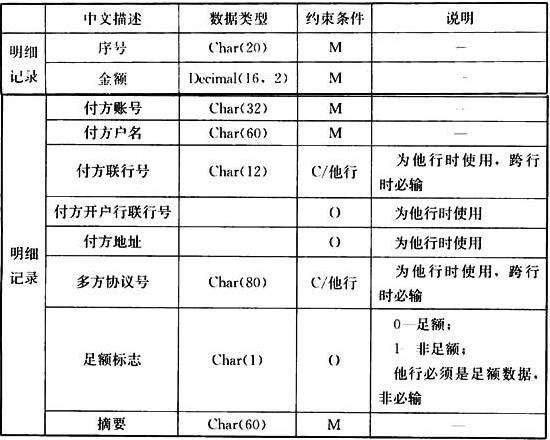 中文描述 数据类型 约束条件 说明
明细记录 序号 Char(20) M —
金额 Decimal(16，2) M —
明细记录 付方账号 Char(32) M —
付方户名 Char(60) M —
付方联行号 Char(12) C/他行 为他行时使用，跨行
时必输
付方开户行联行号 O 为他行时使用
付方地址 O 为他行时使用
多方协议号 Char(80) C/他行 为他行时使用，跨行
时必输
足额标志 Char(1) O 0—足额；
1—非足额；
他行必须是足额数据，
非必输
摘要 Char(60) M —